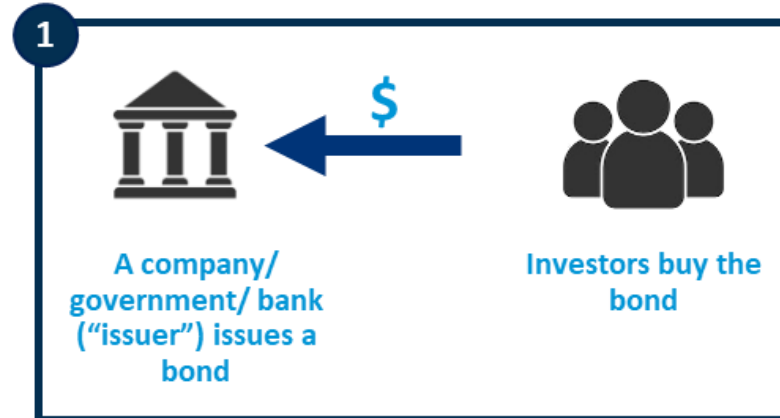 1
$
A company/
government/ bank
(“issuer”) issues a
bond
Investors buy the
bond